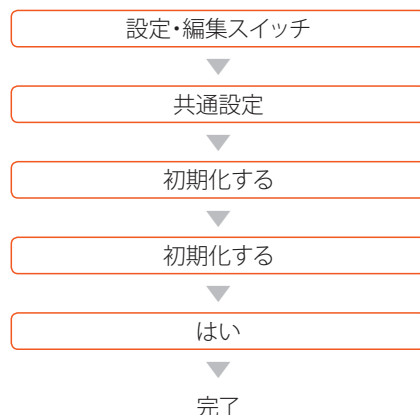 設定・編集スイッチ
共通設定
初期化する
初期化する
はい
完了